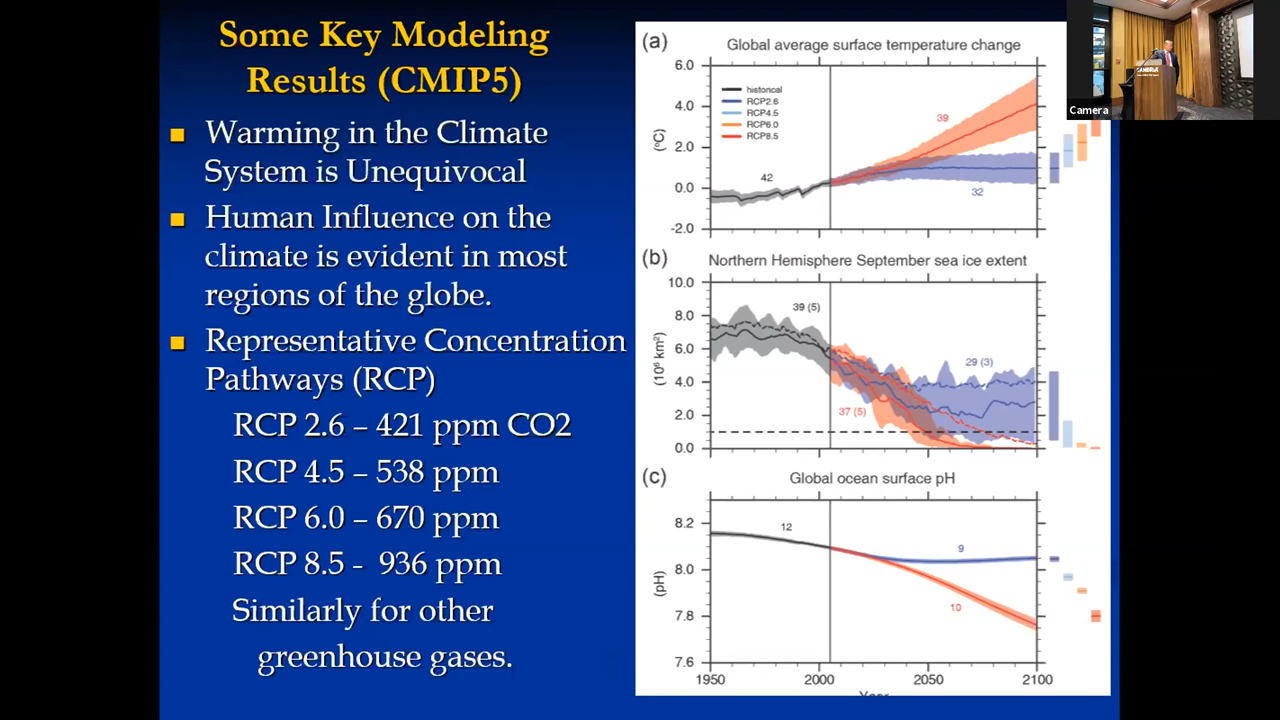 Some Key Modeling
Results (CMIP5)
Warming in the Climate
System is Unequivocal
Human Influence on the
climate is evident in most
regions of the globe.
Representative Concentration
Pathways (RCP)
RCP 2.6 – 421 ppm CO2
RCP 4.5 – 538 ppm
RCP 6.0 – 670 ppm
RCP 8.5 - 936 ppm
Similarly for other
greenhouse gases.
(a)
Global average surface temperature change
6.0
4.0
2.0
0.0
-2.0
(°C)
historical
RCP2.6
RCP4.5
RCP6.0
RCP8.5
42
39
32
(b)
Northern Hemisphere September sea ice extent
10.0
8.0
6.0
4.0
2.0
0.0
(10⁶ km²)
39 (5)
29 (3)
37 (5)
(c)
Global ocean surface pH
8.2
8.0
7.8
7.6
(pH)
12
9
10
1950
2000
2050
2100
Year
Camera